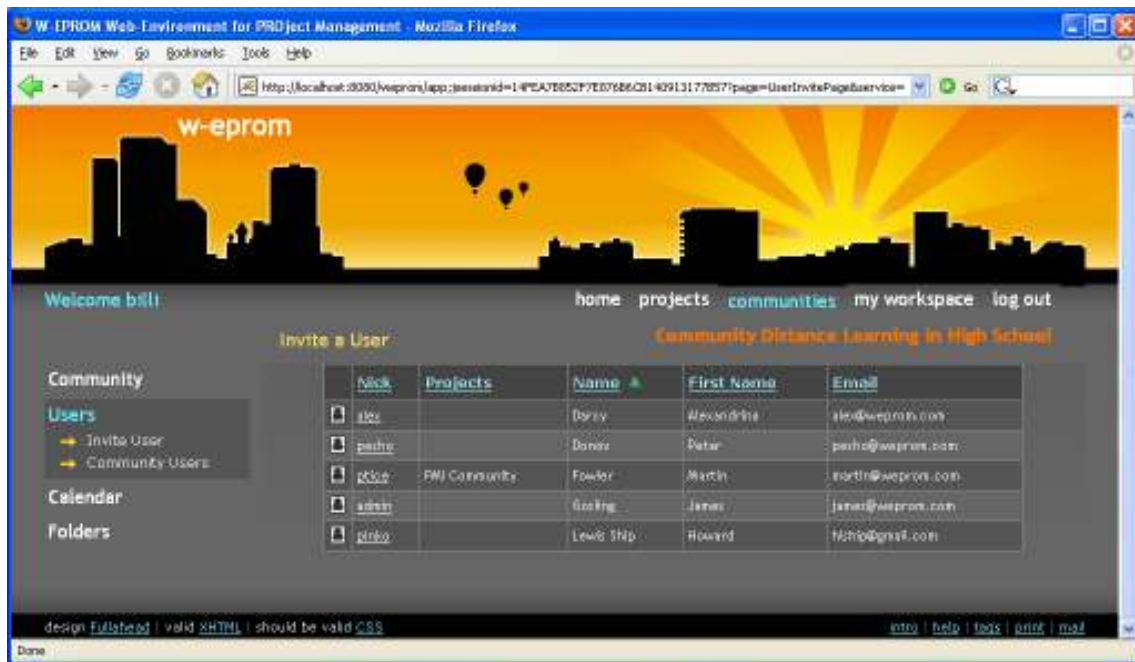 W-EPROM Web-Environment for PROject Management - Mozilla Firefox
File Edit View Go Bookmarks Tools Help
Go
w-eprom
Welcome billi
home projects communities my workspace log out
Invite a User
Community Distance Learning in High School
Community
Users
Invite User
Community Users
Calendar
Folders
Nick Projects Name First Name Email
alex Darcy Alexandrina alex@weprom.com
pesho Donov Peter pesho@weprom.com
ptice FMI Community Fowler Martin martin@weprom.com
admin Gosling James james@weprom.com
pinko Lewis Ship Howard hlship@gmail.com
design Fullahead | valid XHTML | should be valid CSS
intro | help | tags | print | mail
Done